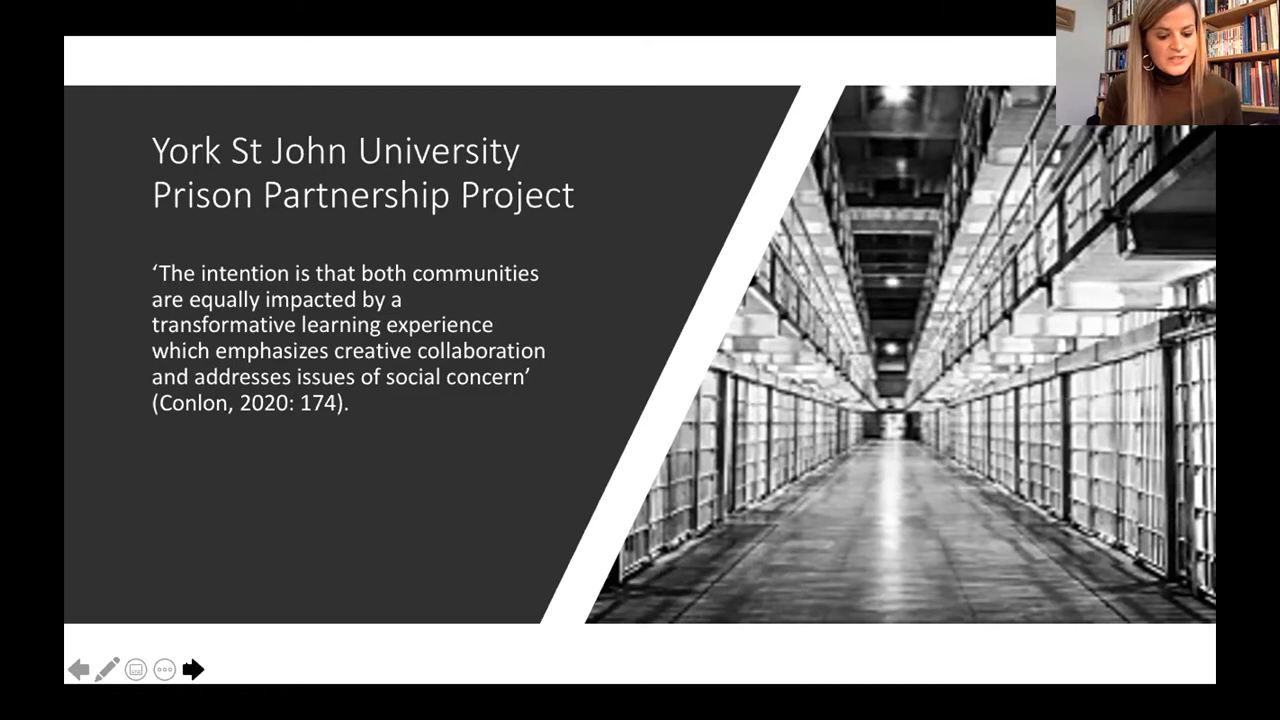 York St John University
Prison Partnership Project
‘The intention is that both communities
are equally impacted by a
transformative learning experience
which emphasizes creative collaboration
and addresses issues of social concern’
(Conlon, 2020: 174).